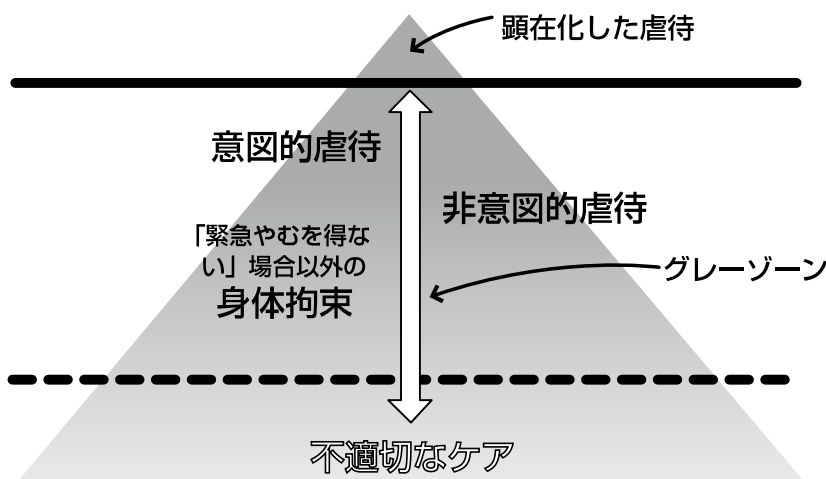 顕在化した虐待
意図的虐待
非意図的虐待
「緊急やむを得な
い」場合以外の
身体拘束
グレーゾーン
不適切なケア